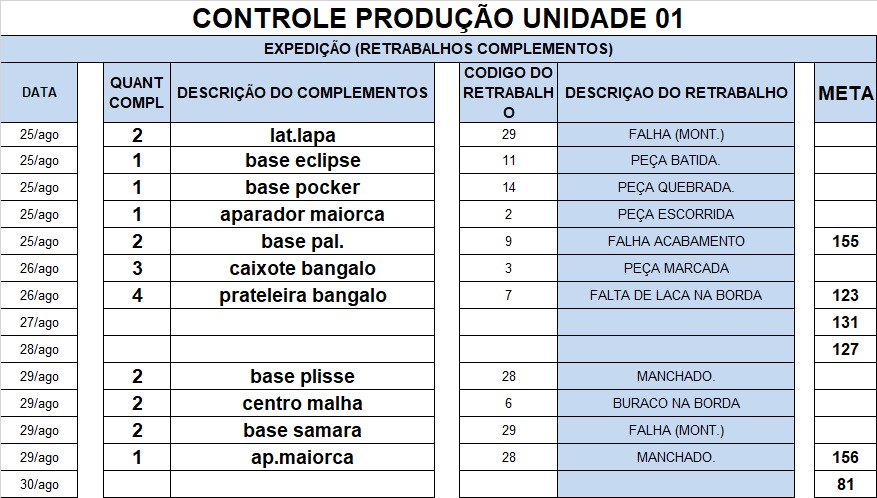 CONTROLE PRODUÇÃO UNIDADE 01
EXPEDIÇÃO (RETRABALHOS COMPLEMENTOS)
DATA QUANT COMPL DESCRIÇÃO DO COMPLEMENTOS CODIGO DO RETRABALHO DESCRIÇAO DO RETRABALHO META
25/ago 2 lat.lapa 29 FALHA (MONT.)
25/ago 1 base eclipse 11 PEÇA BATIDA.
25/ago 1 base pocker 14 PEÇA QUEBRADA.
25/ago 1 aparador maiorca 2 PEÇA ESCORRIDA
25/ago 2 base pal. 9 FALHA ACABAMENTO 155
26/ago 3 caixote bangalo 3 PEÇA MARCADA
26/ago 4 prateleira bangalo 7 FALTA DE LACA NA BORDA 123
27/ago 131
28/ago 127
29/ago 2 base plisse 28 MANCHADO.
29/ago 2 centro malha 6 BURACO NA BORDA
29/ago 2 base samara 29 FALHA (MONT.)
29/ago 1 ap.maiorca 28 MANCHADO. 156
30/ago 81